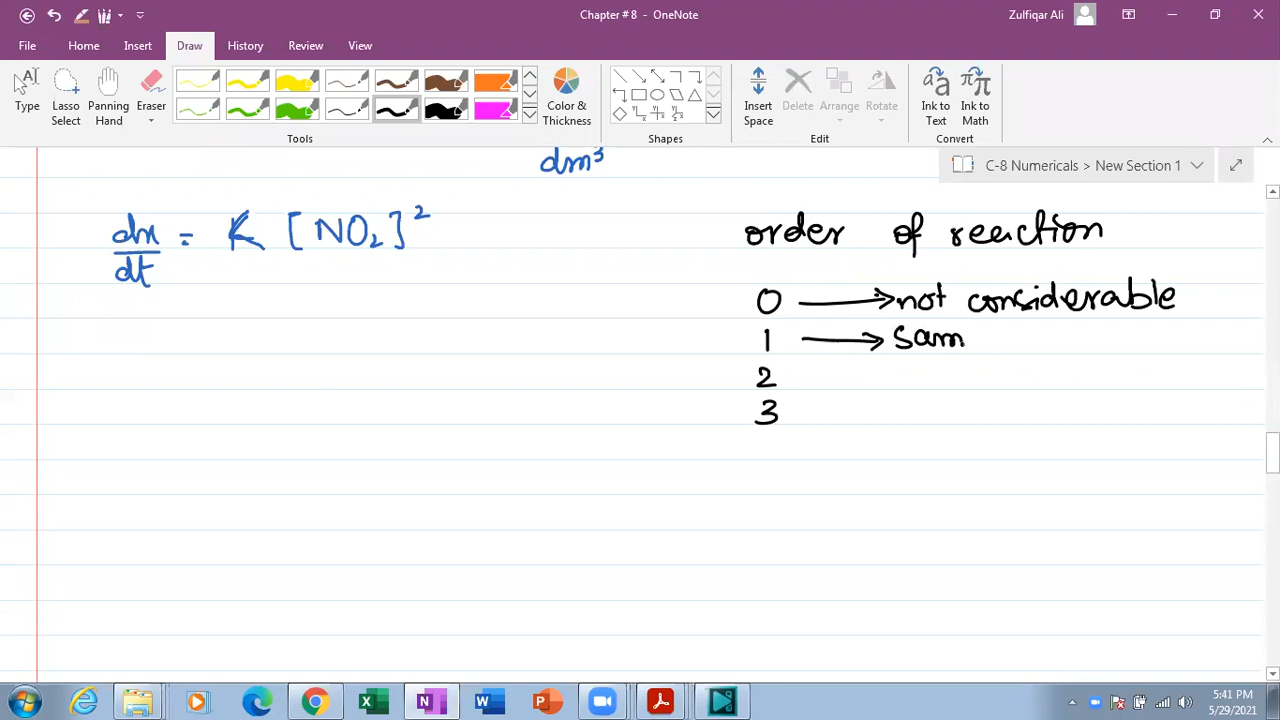 Chapter # 8 - OneNote
Zulfiqar Ali
File Home Insert Draw History Review View
Type
Lasso Select
Panning Hand
Eraser
Color & Thickness
Insert Space
Delete
Arrange
Rotate
Ink to Text
Ink to Math
Tools
Shapes
Edit
Convert
C-8 Numericals > New Section 1
dm³
dx/dt = K [NO₂]²
order of reaction
0 → not considerable
1 → Sam
2
3
5:41 PM
5/29/2021